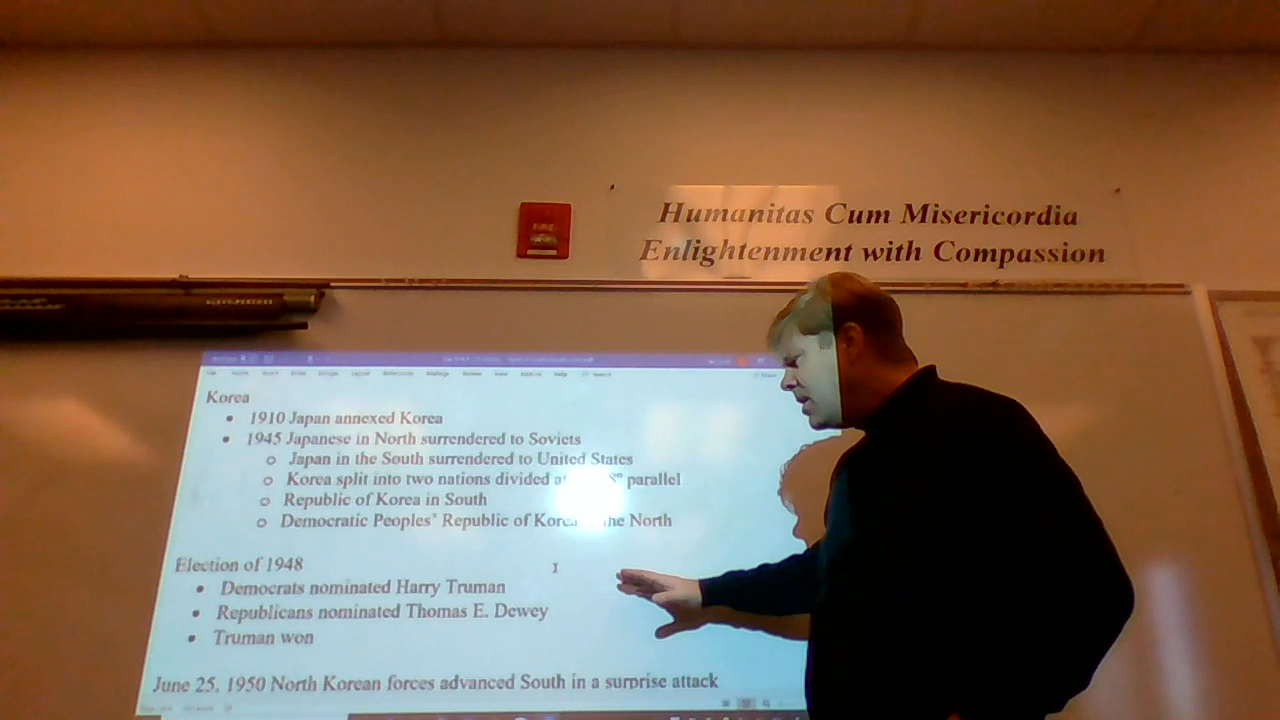 FIRE
Humanitas Cum Misericordia
Enlightenment with Compassion
Korea
• 1910 Japan annexed Korea
• 1945 Japanese in North surrendered to Soviets
o Japan in the South surrendered to United States
o Korea split into two nations divided parallel
o Republic of Korea in South
o Democratic Peoples' Republic of North
Election of 1948
• Democrats nominated Harry Truman
• Republicans nominated Thomas E. Dewey
• Truman won
June 25, 1950 North Korean forces advanced South in a surprise attack